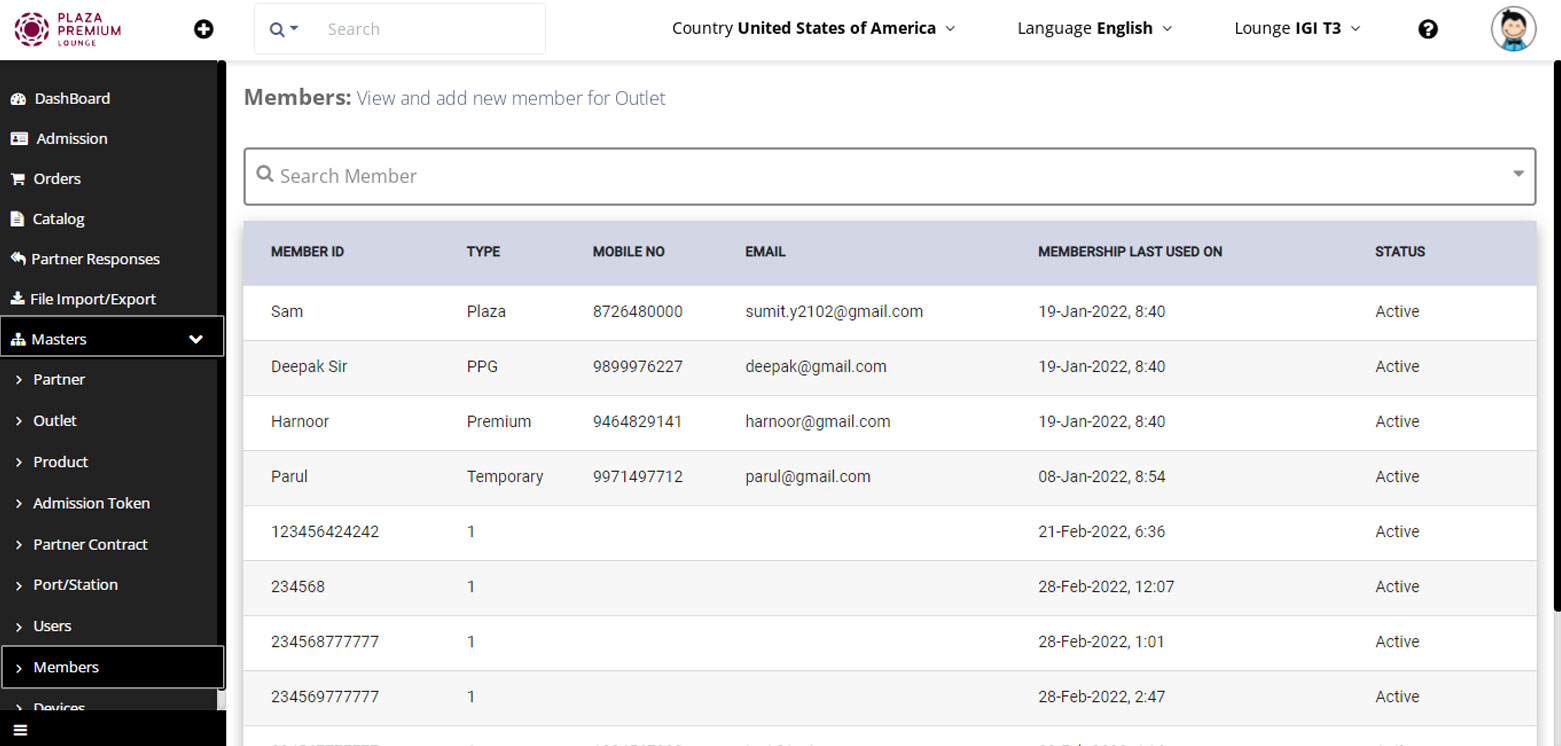 PLAZA
PREMIUM
LOUNGE
Search
Country United States of America
Language English
Lounge IGI T3
DashBoard
Admission
Orders
Catalog
Partner Responses
File Import/Export
Masters
Partner
Outlet
Product
Admission Token
Partner Contract
Port/Station
Users
Members
Devices
Members: View and add new member for Outlet
Search Member
MEMBER ID TYPE MOBILE NO EMAIL MEMBERSHIP LAST USED ON STATUS
Sam Plaza 8726480000 sumit.y2102@gmail.com 19-Jan-2022, 8:40 Active
Deepak Sir PPG 9899976227 deepak@gmail.com 19-Jan-2022, 8:40 Active
Harnoor Premium 9464829141 harnoor@gmail.com 19-Jan-2022, 8:40 Active
Parul Temporary 9971497712 parul@gmail.com 08-Jan-2022, 8:54 Active
123456424242 1 21-Feb-2022, 6:36 Active
234568 1 28-Feb-2022, 12:07 Active
234568777777 1 28-Feb-2022, 1:01 Active
234569777777 1 28-Feb-2022, 2:47 Active